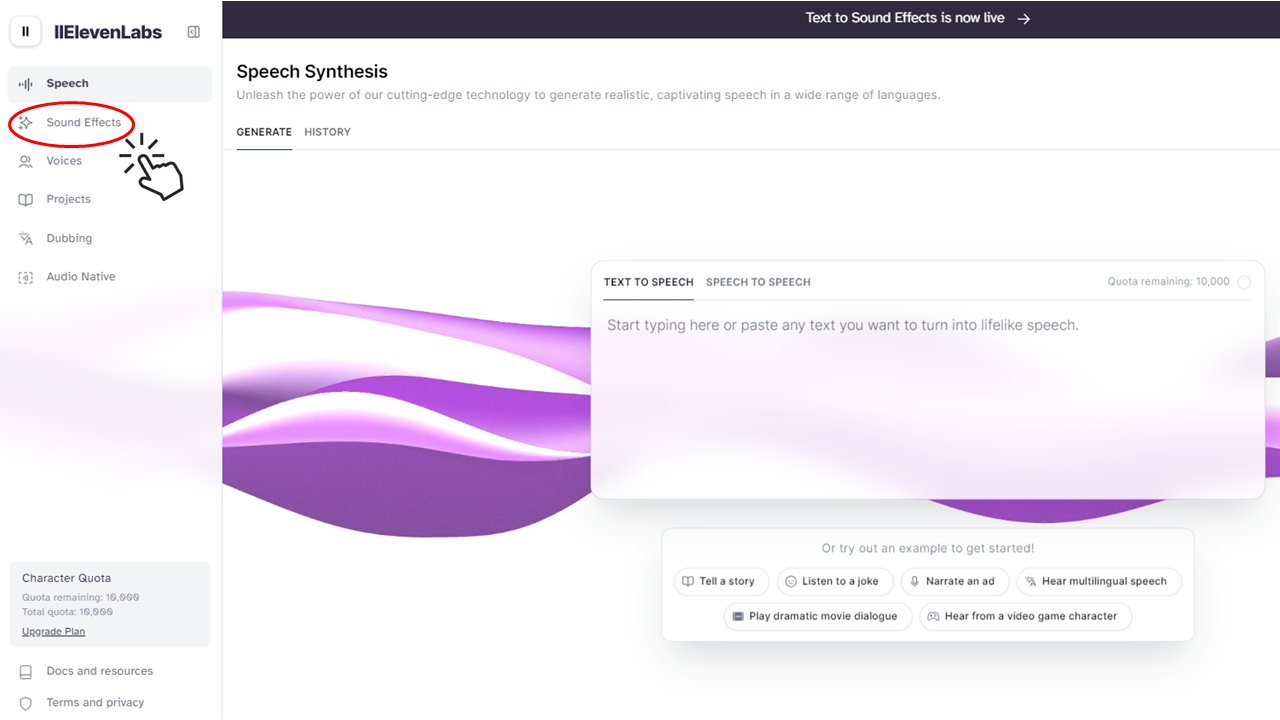 IIElevenLabs
Text to Sound Effects is now live →
Speech
Sound Effects
Voices
Projects
Dubbing
Audio Native
Character Quota
Quota remaining: 10,000
Total quota: 10,000
Upgrade Plan
Docs and resources
Terms and privacy
Speech Synthesis
Unleash the power of our cutting-edge technology to generate realistic, captivating speech in a wide range of languages.
GENERATE HISTORY
TEXT TO SPEECH SPEECH TO SPEECH Quota remaining: 10,000
Start typing here or paste any text you want to turn into lifelike speech.
Or try out an example to get started!
Tell a story Listen to a joke Narrate an ad Hear multilingual speech
Play dramatic movie dialogue Hear from a video game character